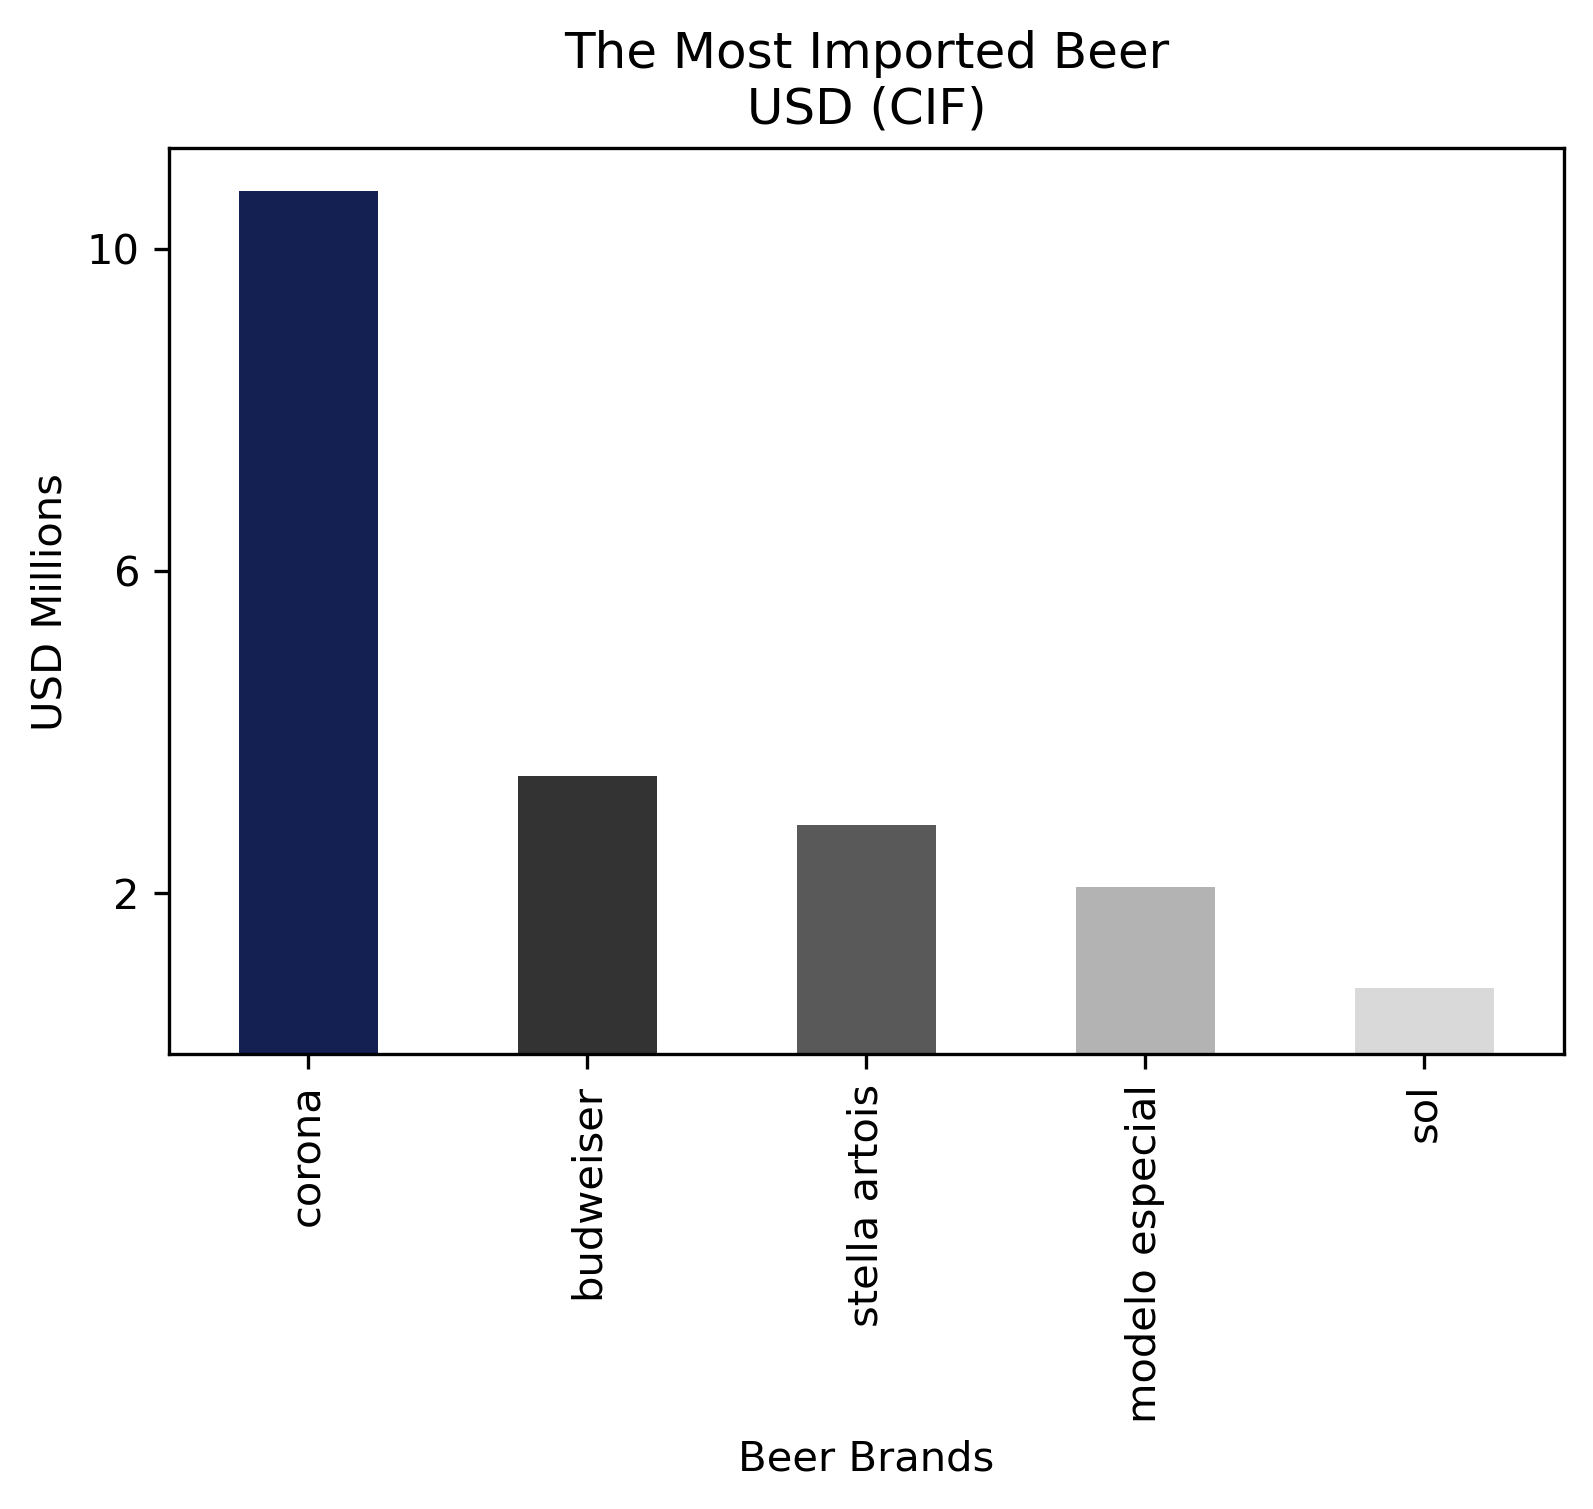 The Most Imported Beer
USD (CIF)
USD Millions
10
6
2
corona
budweiser
stella artois
modelo especial
sol
Beer Brands